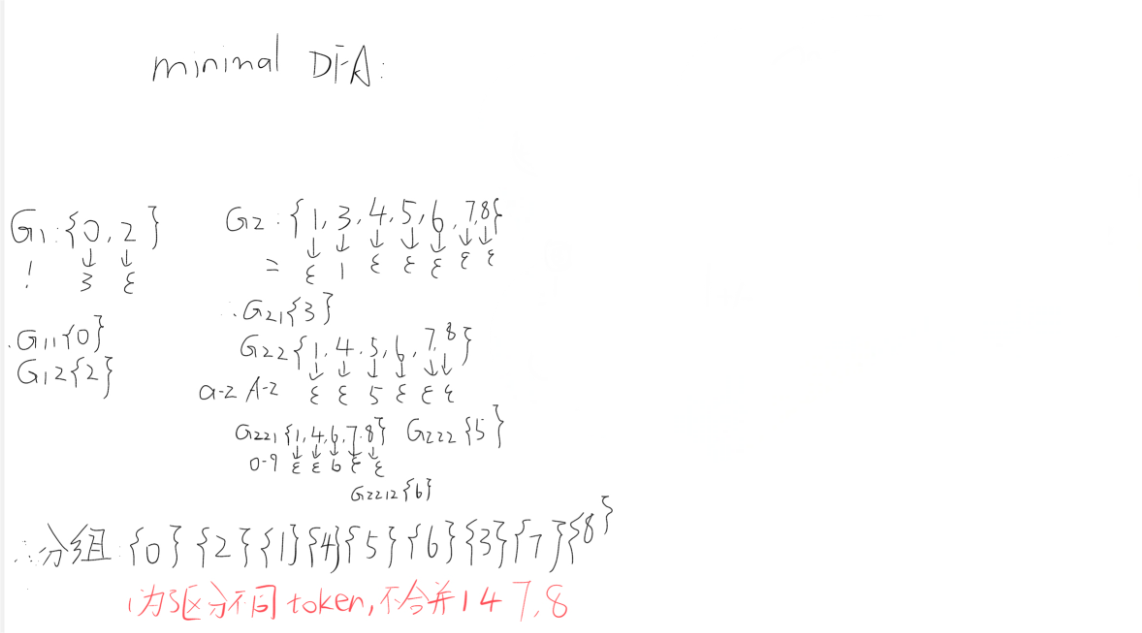 minimal DFA:
G1:{0,2}
! ↓ ↓
3 ε
∴G11{0}
G12{2}
G2:{1,3,4,5,6,7,8}
↓ ↓ ↓ ↓ ↓ ↓ ↓
= ε 1 ε ε ε ε ε
∴G21{3}
G22{1,4,5,6,7,8}
↓ ↓ ↓ ↓ ↓ ↓
a-z A-z ε ε 5 ε ε ε
G221{1,4,6,7,8} G222{5}
↓ ↓ ↓ ↓ ↓
0-9 ε ε 6 ε ε
G2212{6}
∴分组:{0}{2}{1}{4}{5}{6}{3}{7}{8}
(为了区分不同token,不合并1 4 7,8